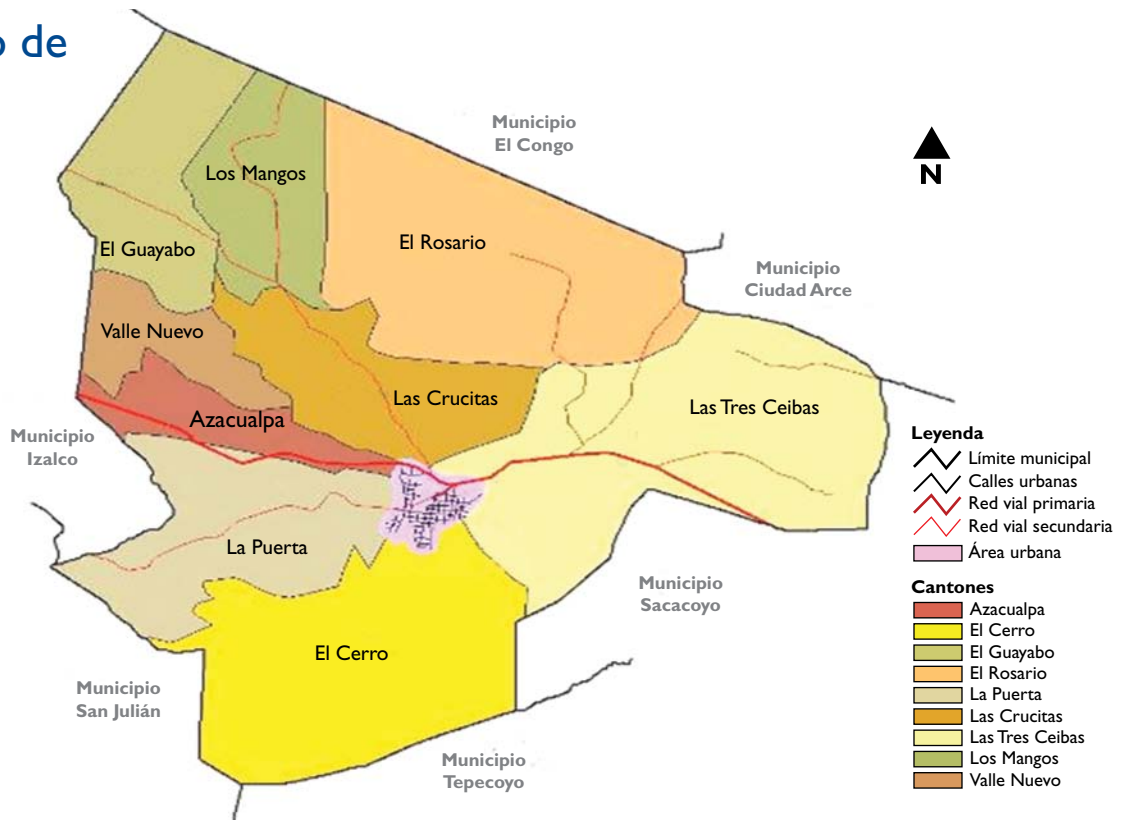 o de
Municipio
El Congo
N
Los Mangos
El Rosario
El Guayabo
Municipio
Ciudad Arce
Valle Nuevo
Las Crucitas
Las Tres Ceibas
Azacualpa
Municipio
Izalco
La Puerta
Municipio
Sacacoyo
El Cerro
Municipio
San Julián
Municipio
Tepecoyo
Leyenda
Límite municipal
Calles urbanas
Red vial primaria
Red vial secundaria
Área urbana
Cantones
Azacualpa
El Cerro
El Guayabo
El Rosario
La Puerta
Las Crucitas
Las Tres Ceibas
Los Mangos
Valle Nuevo